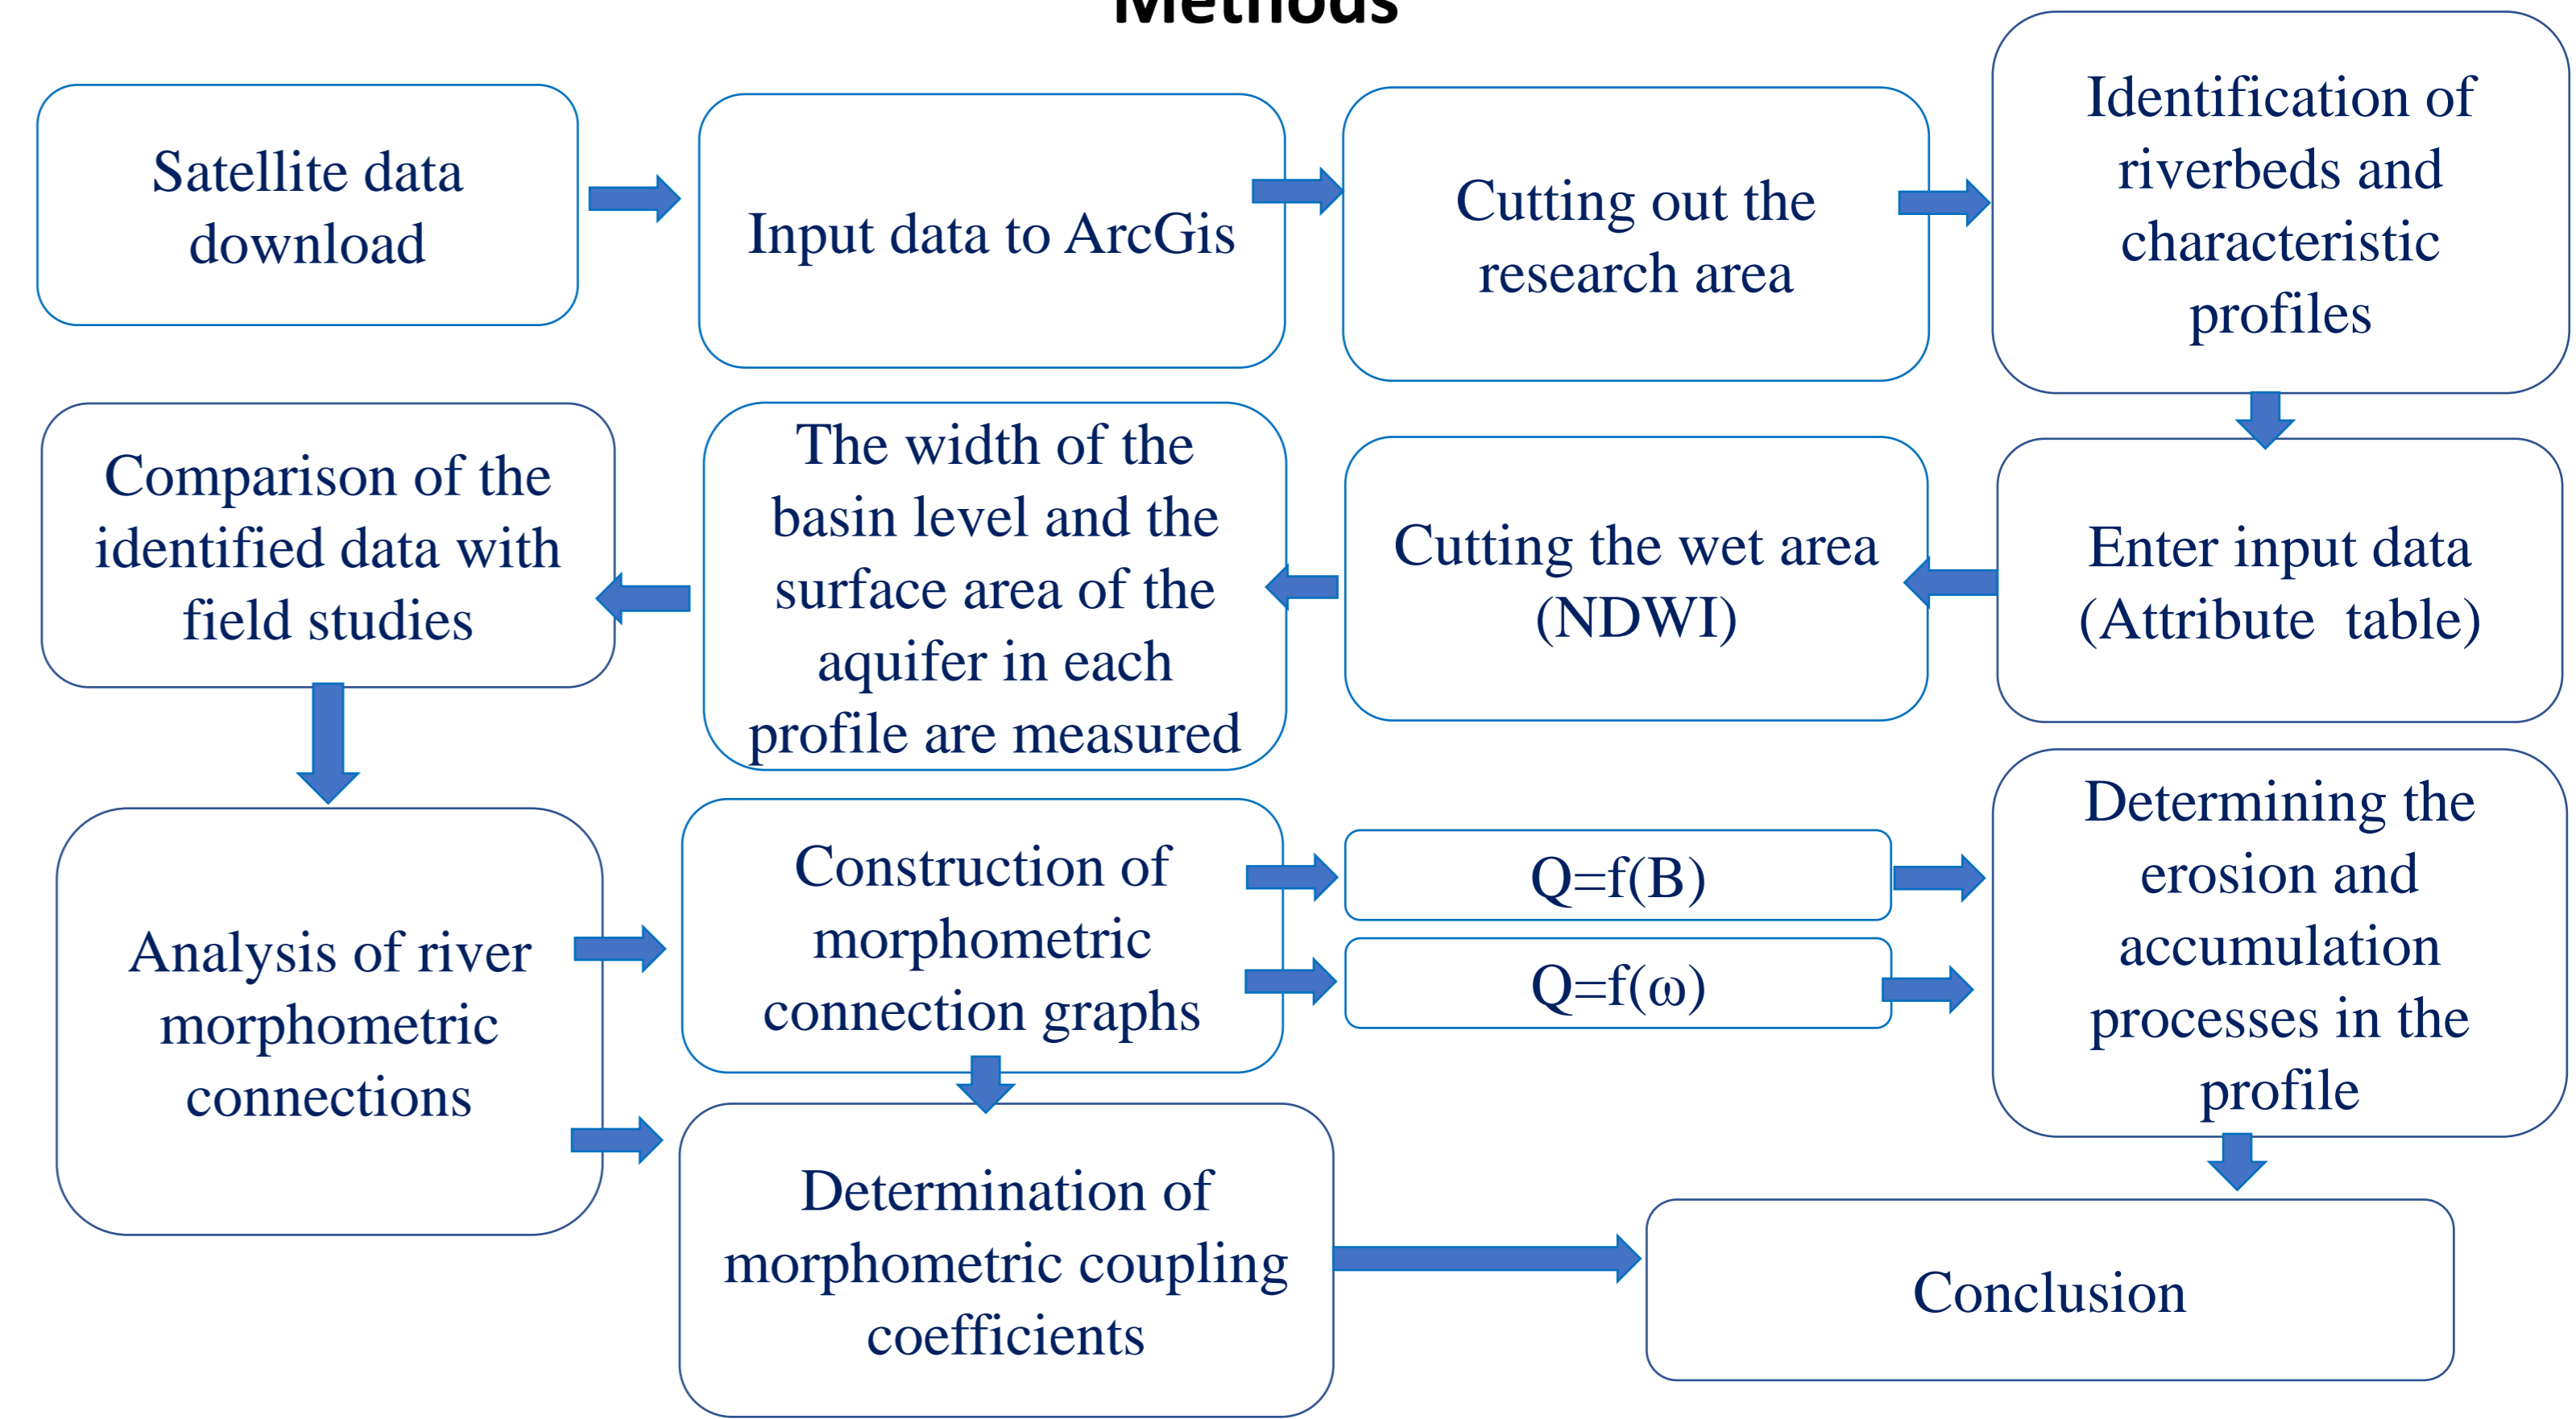 Methods
Satellite data
download
Input data to ArcGis
Cutting out the
research area
Identification of
riverbeds and
characteristic
profiles
Comparison of the
identified data with
field studies
The width of the
basin level and the
surface area of the
aquifer in each
profile are measured
Cutting the wet area
(NDWI)
Enter input data
(Attribute  table)
Analysis of river
morphometric
connections
Construction of
morphometric
connection graphs
Q=f(B)
Q=f(ω)
Determining the
erosion and
accumulation
processes in the
profile
Determination of
morphometric coupling
coefficients
Conclusion